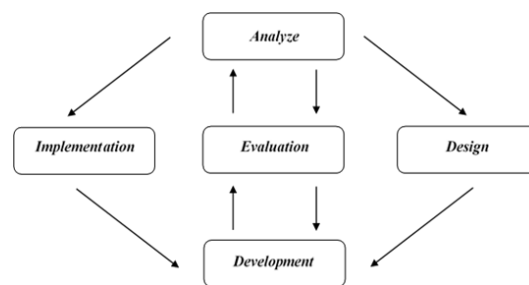 Analyze
Implementation
Evaluation
Design
Development